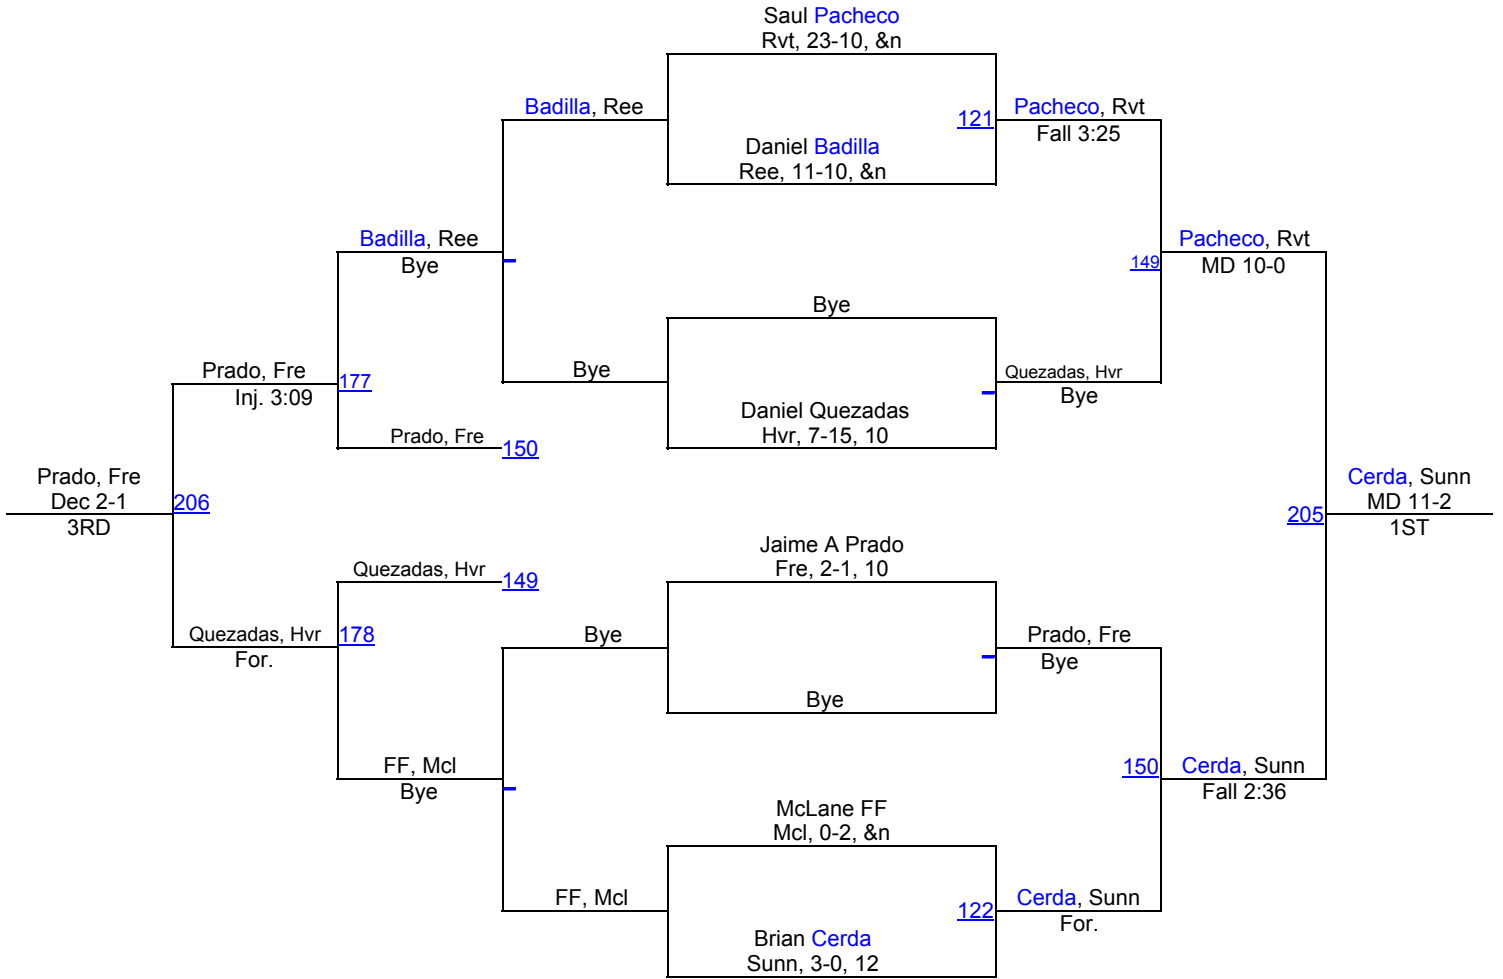 Saul Pacheco
Rvt, 23-10, &n
Badilla, Ree
121
Pacheco, Rvt
Fall 3:25
Daniel Badilla
Ree, 11-10, &n
Badilla, Ree
Bye
Pacheco, Rvt
MD 10-0
149
Bye
Prado, Fre
Inj. 3:09
177
Bye
Quezadas, Hvr
Bye
Daniel Quezadas
Hvr, 7-15, 10
Prado, Fre
150
Prado, Fre
Dec 2-1
3RD
206
Cerda, Sunn
MD 11-2
1ST
205
Jaime A Prado
Fre, 2-1, 10
Quezadas, Hvr
149
Quezadas, Hvr
For.
178
Bye
Prado, Fre
Bye
Bye
FF, Mcl
Bye
150
Cerda, Sunn
Fall 2:36
McLane FF
Mcl, 0-2, &n
FF, Mcl
122
Cerda, Sunn
For.
Brian Cerda
Sunn, 3-0, 12